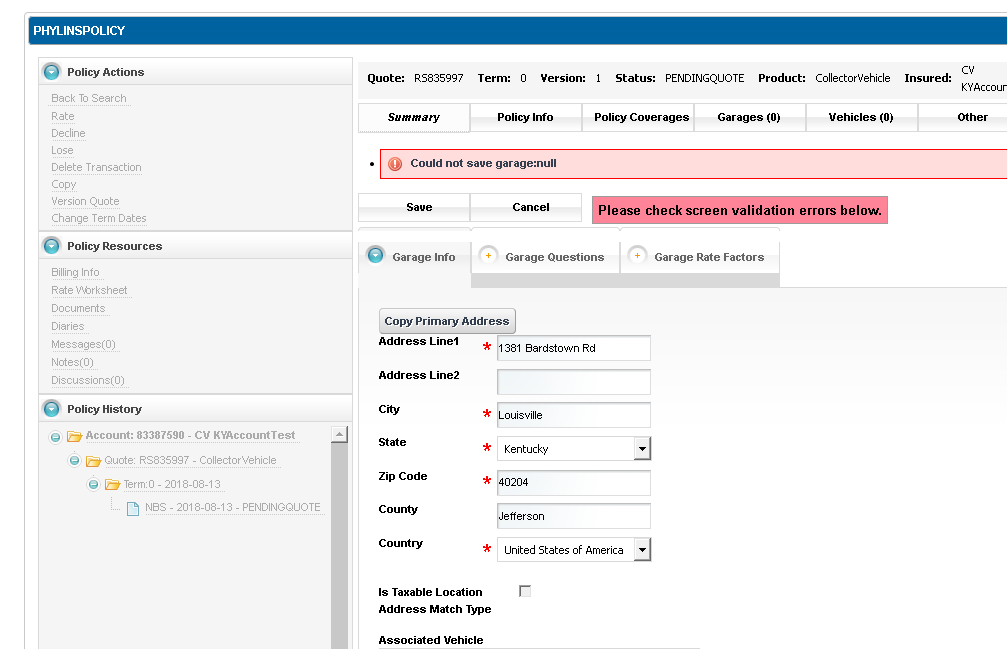 PHYLINSPOLICY
Policy Actions
Back To Search
Rate
Decline
Lose
Delete Transaction
Copy
Version Quote
Change Term Dates
Policy Resources
Billing Info
Rate Worksheet
Documents
Diaries
Messages(0)
Notes(0)
Discussions(0)
Policy History
Account: 83387590 - CV KYAccountTest
Quote: RS835997 - CollectorVehicle
Term:0 - 2018-08-13
NBS - 2018-08-13 - PENDINGQUOTE
Quote: RS835997 Term: 0 Version: 1 Status: PENDINGQUOTE Product: CollectorVehicle Insured: CV
KYAccour
Summary Policy Info Policy Coverages Garages (0) Vehicles (0) Other
Could not save garage:null
Save Cancel Please check screen validation errors below.
Garage Info Garage Questions Garage Rate Factors
Copy Primary Address
Address Line1 * 1381 Bardstown Rd
Address Line2
City * Louisville
State * Kentucky
Zip Code * 40204
County Jefferson
Country * United States of America
Is Taxable Location
Address Match Type
Associated Vehicle